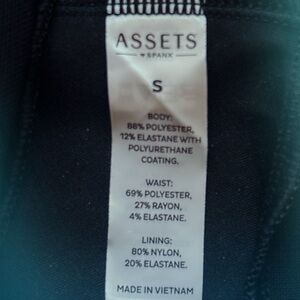 ASSETS
♥ SPANX
S
BODY:
88% POLYESTER,
12% ELASTANE WITH
POLYURETHANE
COATING.
WAIST:
69% POLYESTER,
27% RAYON,
4% ELASTANE.
LINING:
80% NYLON,
20% ELASTANE.
MADE IN VIETNAM